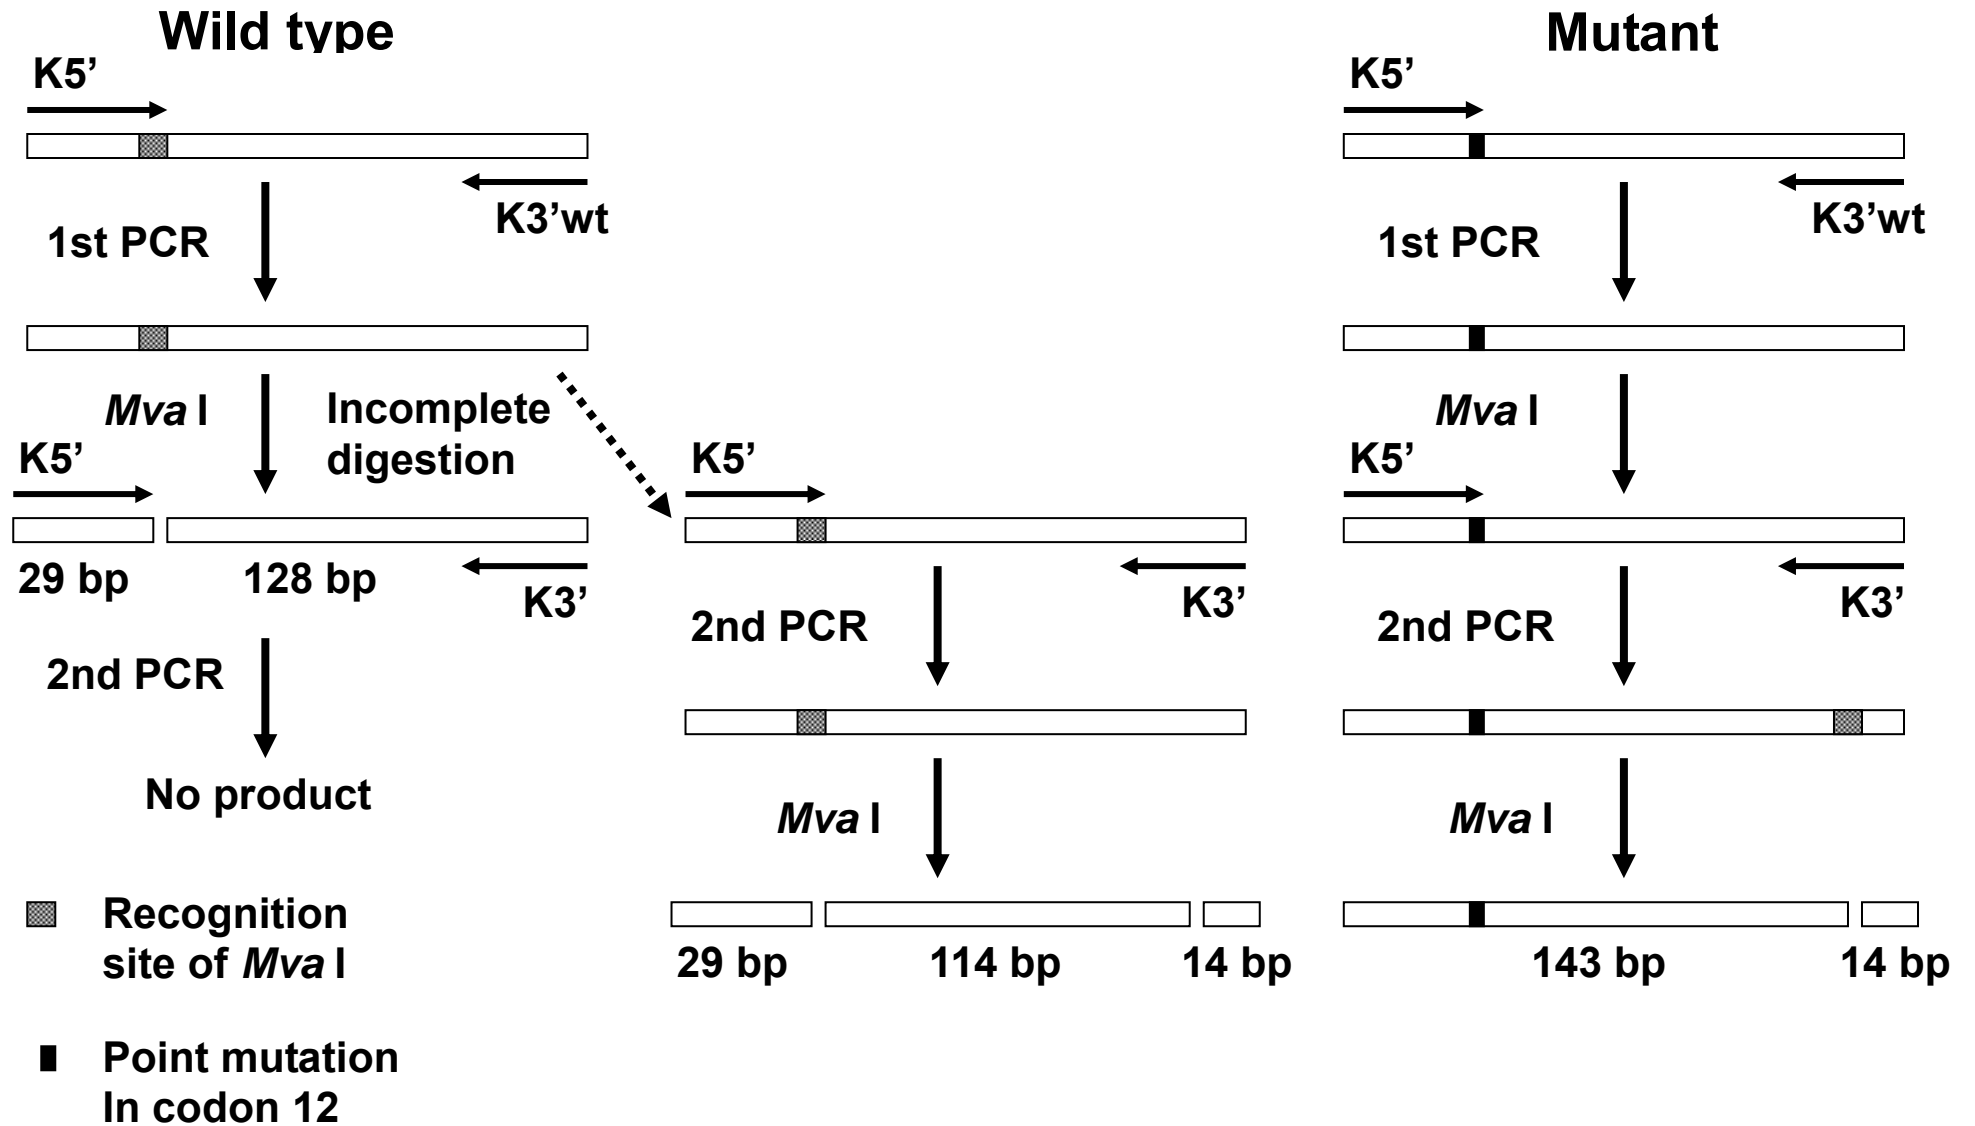 Wild type
K5’
K3’wt
1st PCR
Mva I
Incomplete
digestion
K5’
29 bp
128 bp
K3’
2nd PCR
No product
K5’
K3’
2nd PCR
Mva I
29 bp
114 bp
14 bp
Mutant
K5’
K3’wt
1st PCR
Mva I
K5’
K3’
2nd PCR
Mva I
143 bp
14 bp
Recognition
site of Mva I
Point mutation
In codon 12